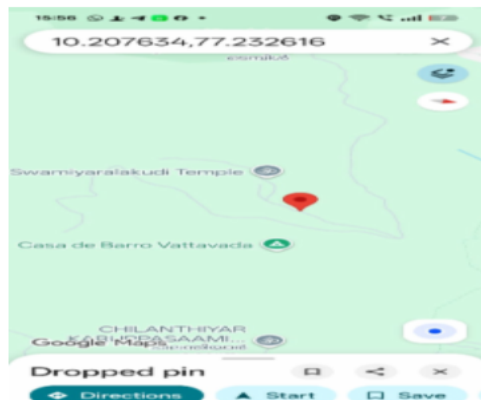 15:56
10.207634,77.232616
Swamiyaralakudi Temple
Casa de Barro Vattavada
CHILANTHIYAR
Google Maps
Dropped pin
Directions
Start
Save